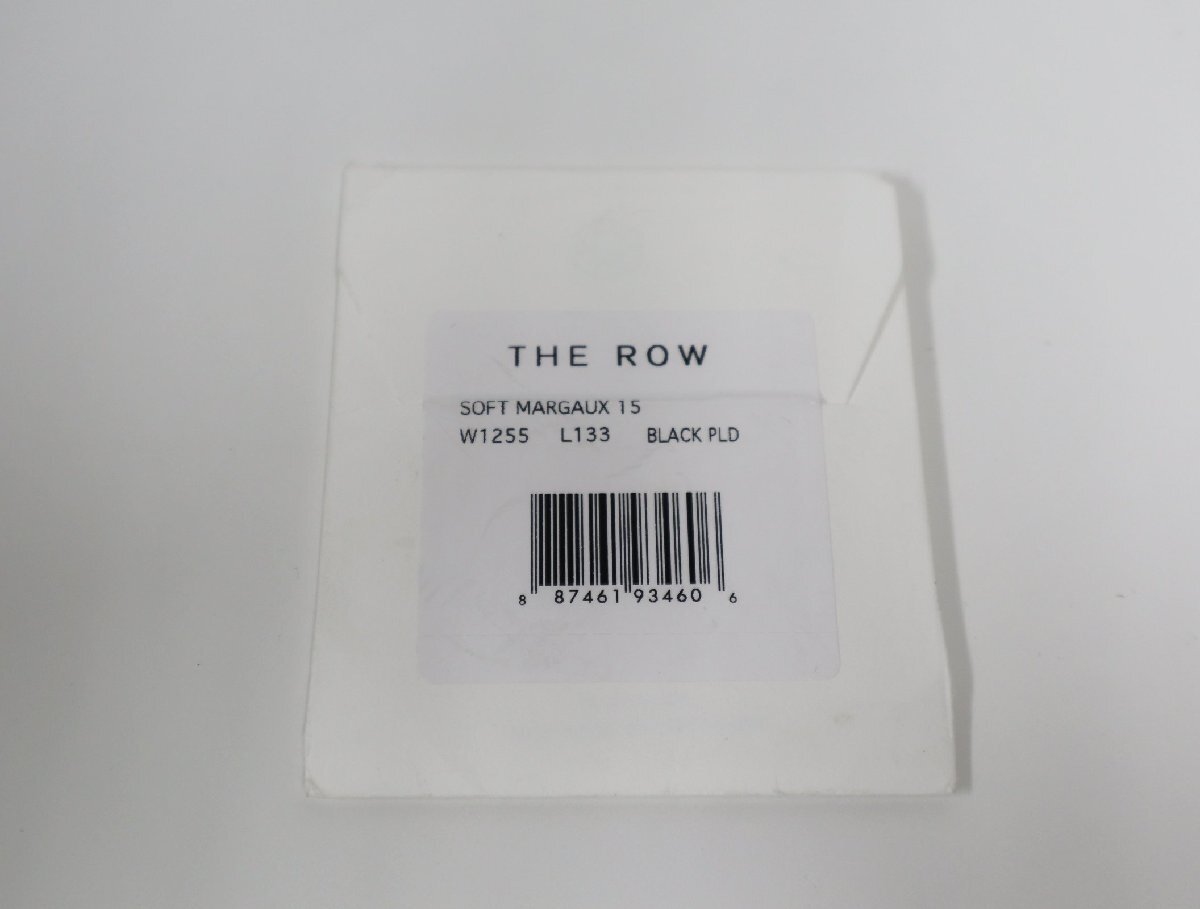 THE ROW
SOFT MARGAUX 15
W1255 L133 BLACK PLD
8 87461 93460 6